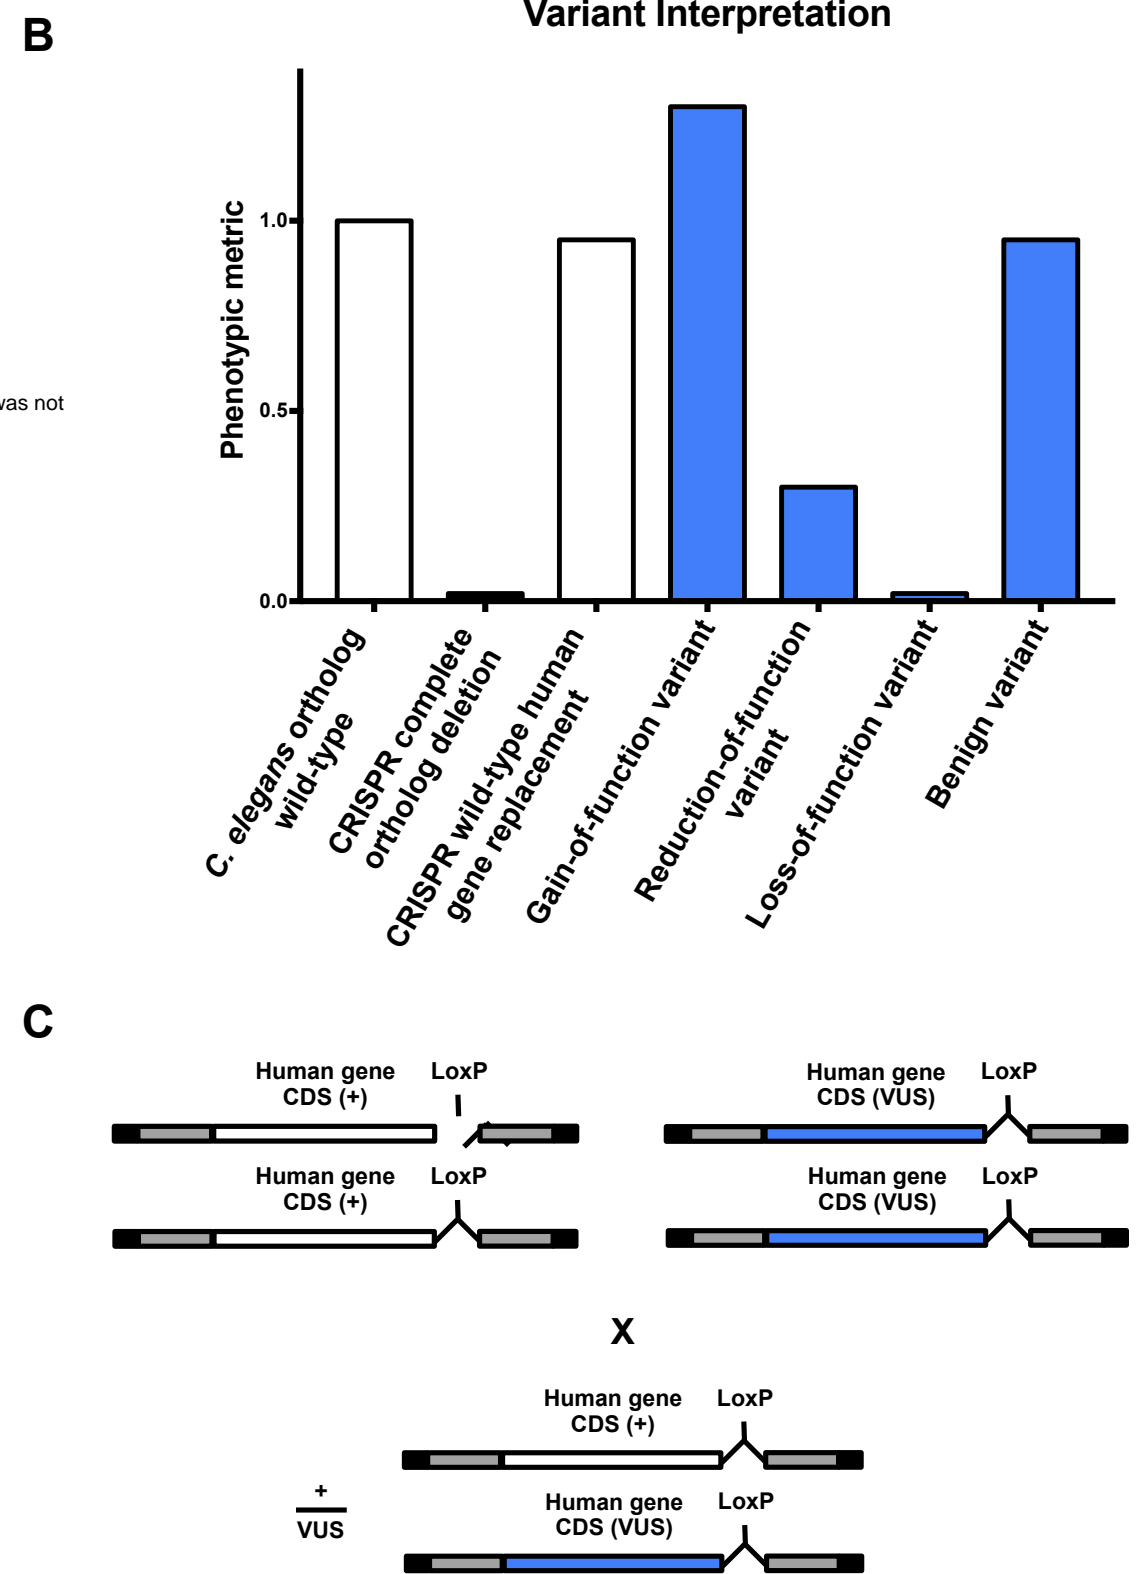 Variant Interpretation
B
Phenotypic metric
1.0
0.5
0.0
was not
C. elegans ortholog
wild-type
CRISPR complete
ortholog deletion
CRISPR wild-type human
gene replacement
Gain-of-function variant
Reduction-of-function
variant
Loss-of-function variant
Benign variant
C
Human gene
CDS (+)
LoxP
Human gene
CDS (VUS)
LoxP
Human gene
CDS (+)
LoxP
Human gene
CDS (VUS)
LoxP
X
Human gene
CDS (+)
LoxP
+
VUS
Human gene
CDS (VUS)
LoxP